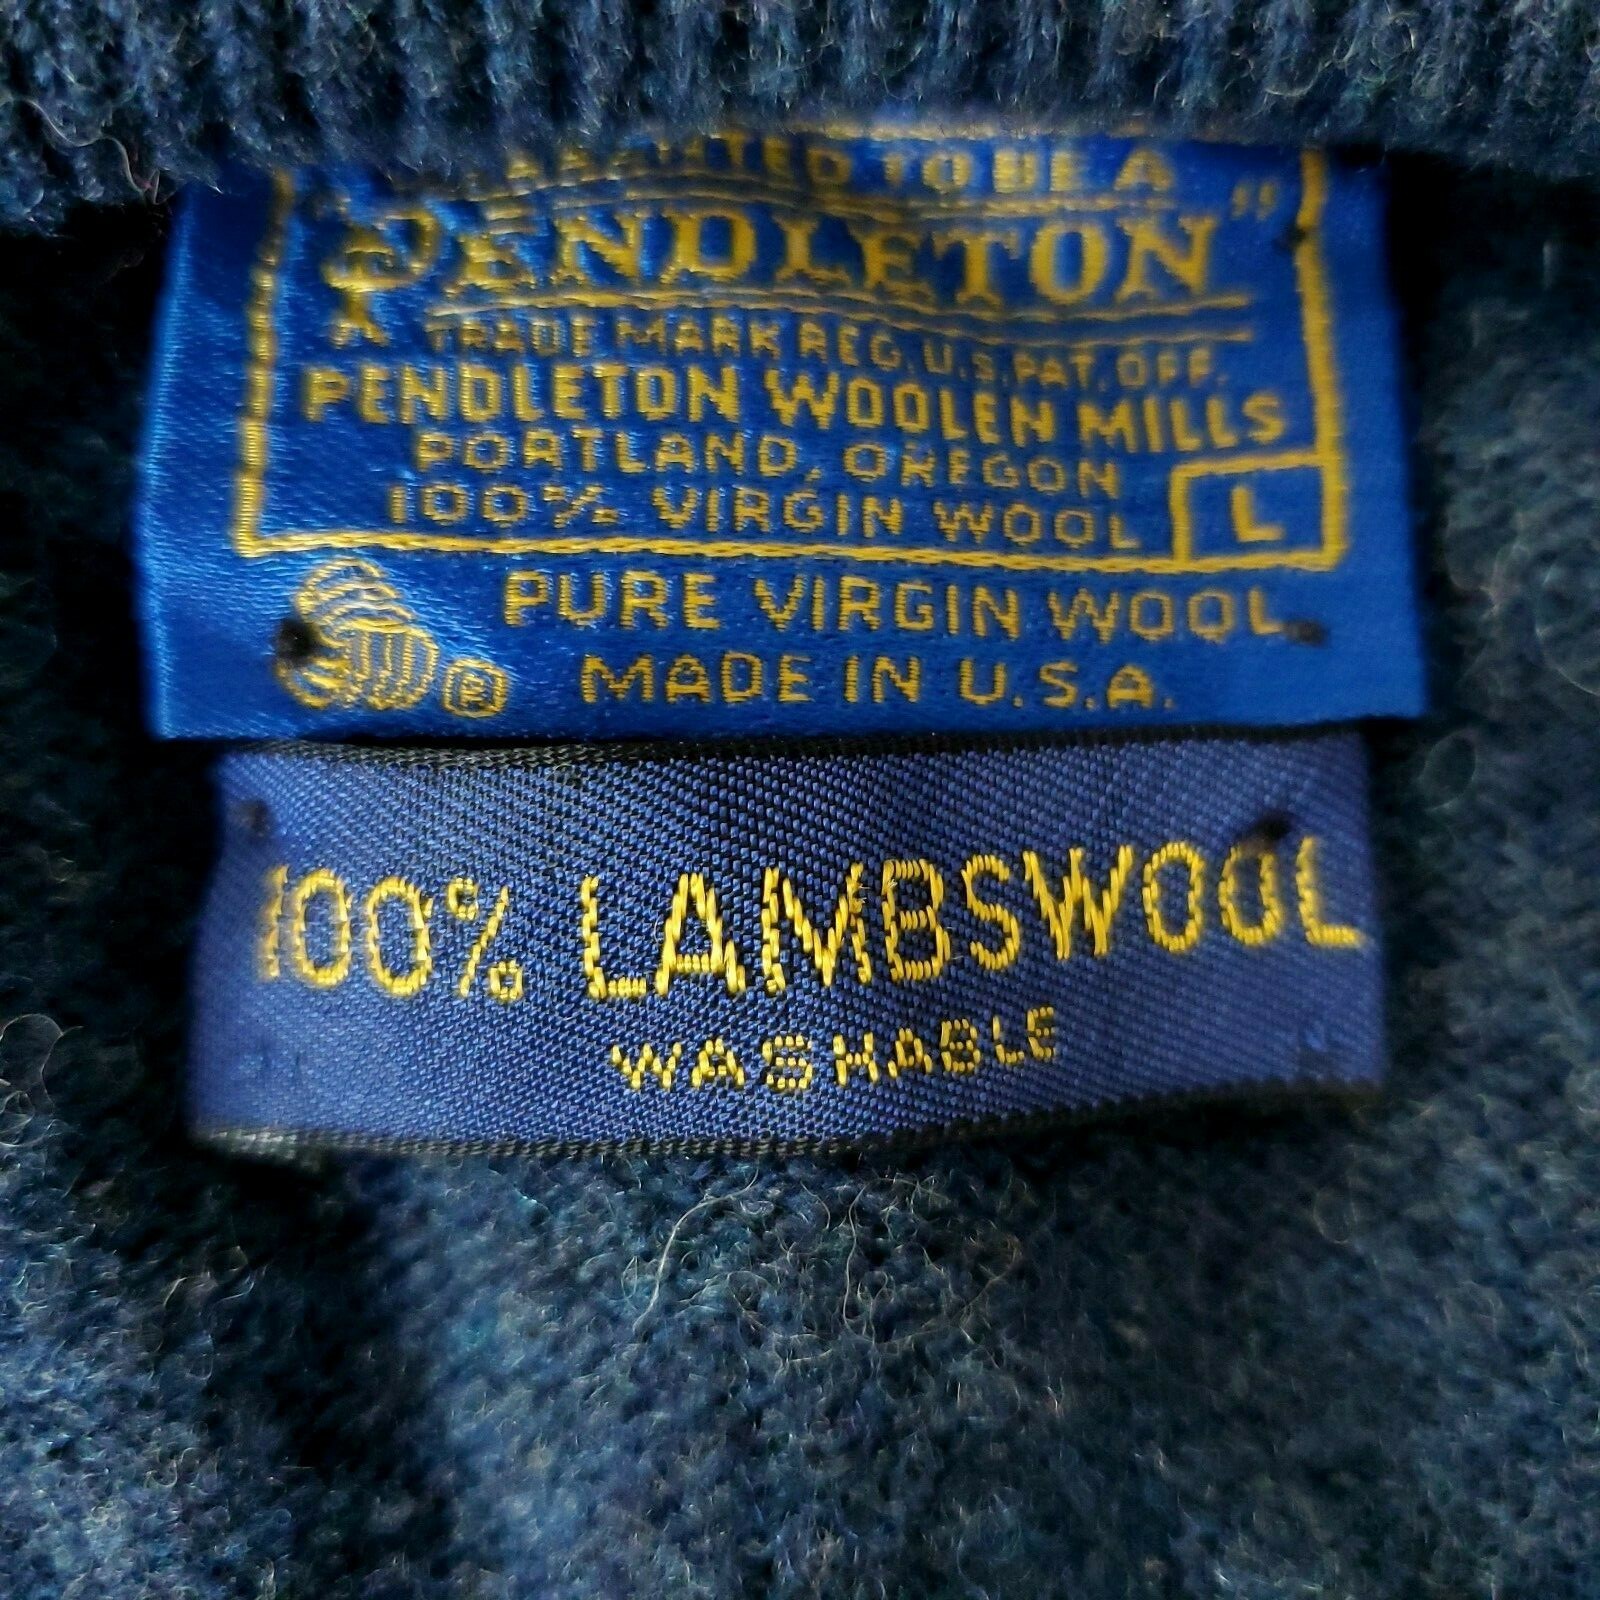 TO BE A
"PENDLETON"
TRADE MARK REG. U.S. PAT. OFF.
PENDLETON WOOLEN MILLS
PORTLAND, OREGON
100% VIRGIN WOOL L
PURE VIRGIN WOOL
® MADE IN U.S.A.
100% LAMBSWOOL
WASHABLE